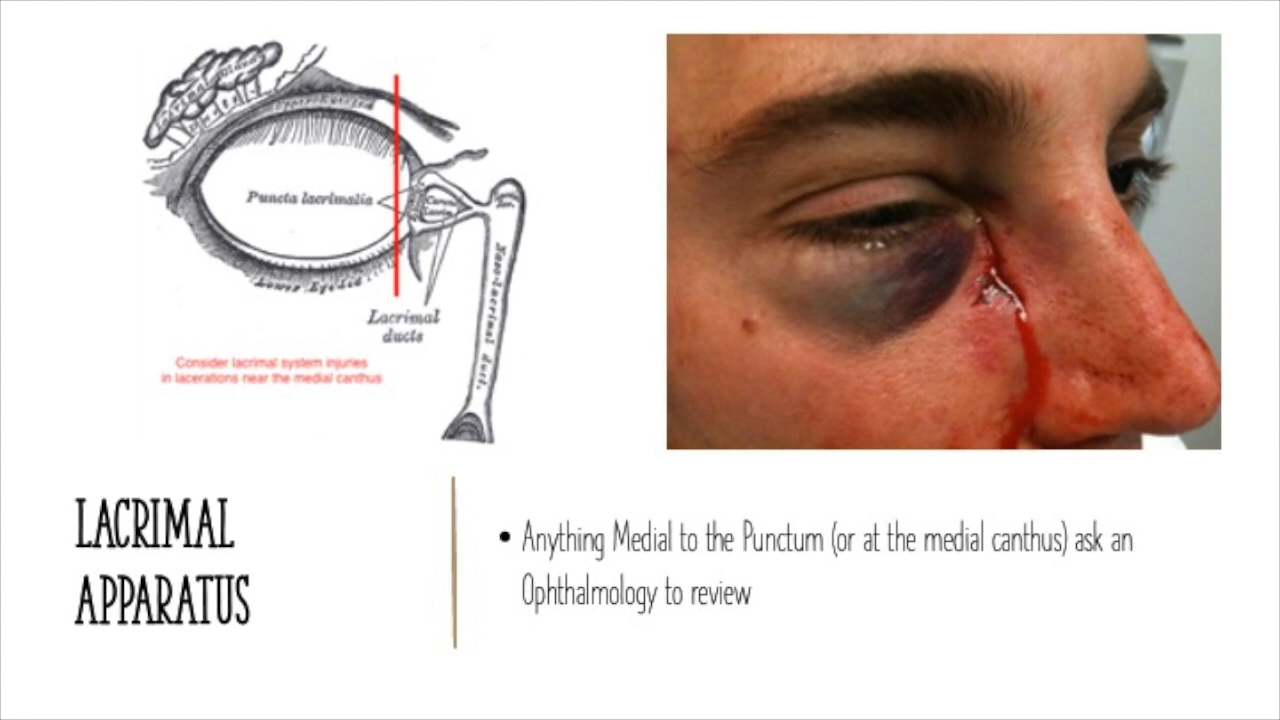 Puncta lacrimalia
Lower Eyelid
Lacrimal
ducts
Naso-lacrimal duct.
Consider lacrimal system injuries
in lacerations near the medial canthus
LACRIMAL
APPARATUS
• Anything Medial to the Punctum (or at the medial canthus) ask an
Ophthalmology to review